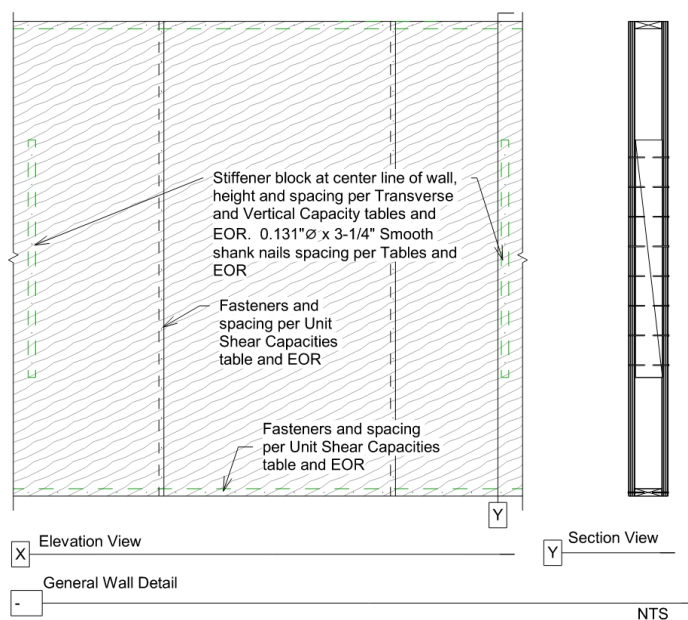 Stiffener block at center line of wall,
height and spacing per Transverse
and Vertical Capacity tables and
EOR. 0.131"Ø x 3-1/4" Smooth
shank nails spacing per Tables and
EOR
Fasteners and
spacing per Unit
Shear Capacities
table and EOR
Fasteners and spacing
per Unit Shear Capacities
table and EOR
Y
X Elevation View
Y Section View
General Wall Detail
-
NTS